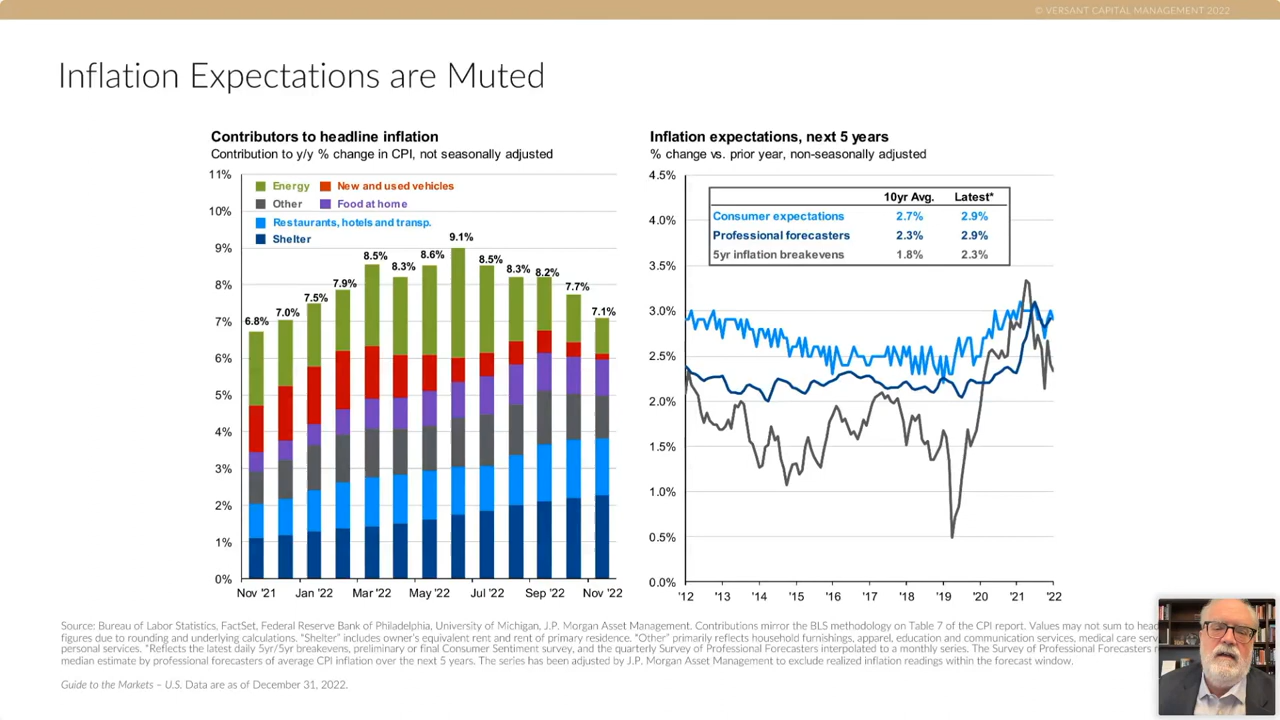 © VERSANT CAPITAL MANAGEMENT 2022
Inflation Expectations are Muted
Contributors to headline inflation
Contribution to y/y % change in CPI, not seasonally adjusted
11%
10%
9%
8%
7%
6%
5%
4%
3%
2%
1%
0%
Energy
New and used vehicles
Other
Food at home
Restaurants, hotels and transp.
Shelter
6.8%
7.0%
7.5%
7.9%
8.5%
8.3%
8.6%
9.1%
8.5%
8.3%
8.2%
7.7%
7.1%
Nov '21 Jan '22 Mar '22 May '22 Jul '22 Sep '22 Nov '22
Inflation expectations, next 5 years
% change vs. prior year, non-seasonally adjusted
4.5%
4.0%
3.5%
3.0%
2.5%
2.0%
1.5%
1.0%
0.5%
0.0%
10yr Avg. Latest*
Consumer expectations 2.7% 2.9%
Professional forecasters 2.3% 2.9%
5yr inflation breakevens 1.8% 2.3%
'12 '13 '14 '15 '16 '17 '18 '19 '20 '21 '22
Source: Bureau of Labor Statistics, FactSet, Federal Reserve Bank of Philadelphia, University of Michigan, J.P. Morgan Asset Management. Contributions mirror the BLS methodology on Table 7 of the CPI report. Values may not sum to
figures due to rounding and underlying calculations. "Shelter" includes owner's equivalent rent and rent of primary residence. "Other" primarily reflects household furnishings, apparel, education and communication services, medical care
personal services. *Reflects the latest daily 5yr/5yr breakevens, preliminary or final Consumer Sentiment survey, and the quarterly Survey of Professional Forecasters interpolated to a monthly series. The Survey of Professional Forecasters
median estimate by professional forecasters of average CPI inflation over the next 5 years. The series has been adjusted by J.P. Morgan Asset Management to exclude realized inflation readings within the forecast window.
Guide to the Markets – U.S. Data are as of December 31, 2022.